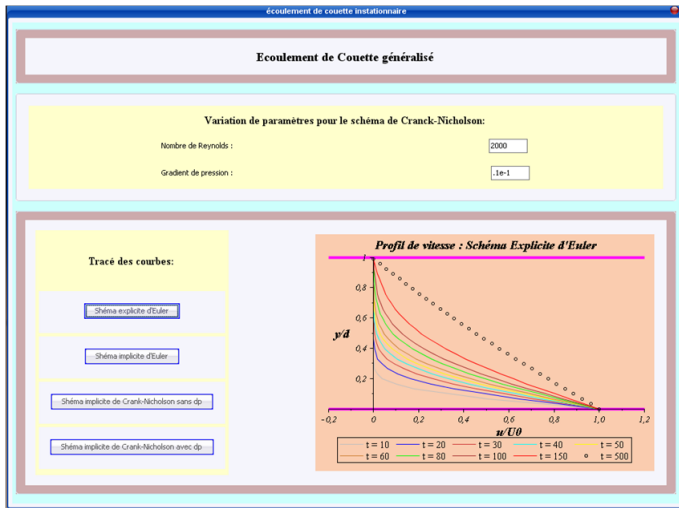 écoulement de couette instationnaire
Ecoulement de Couette généralisé
Variation de paramètres pour le schéma de Cranck-Nicholson:
Nombre de Reynolds :
2000
Gradient de pression :
.1e-1
Tracé des courbes:
Shéma explicite d'Euler
Shéma implicite d'Euler
Shéma implicite de Crank-Nicholson sans dp
Shéma implicite de Crank-Nicholson avec dp
Profil de vitesse : Schéma Explicite d'Euler
1
0,8
0,6
y/d
0,4
0,2
-0,2 0 0,2 0,4 0,6 0,8 1 1,2
u/U0
t = 10 t = 20 t = 30 t = 40 t = 50
t = 60 t = 80 t = 100 t = 150 t = 500